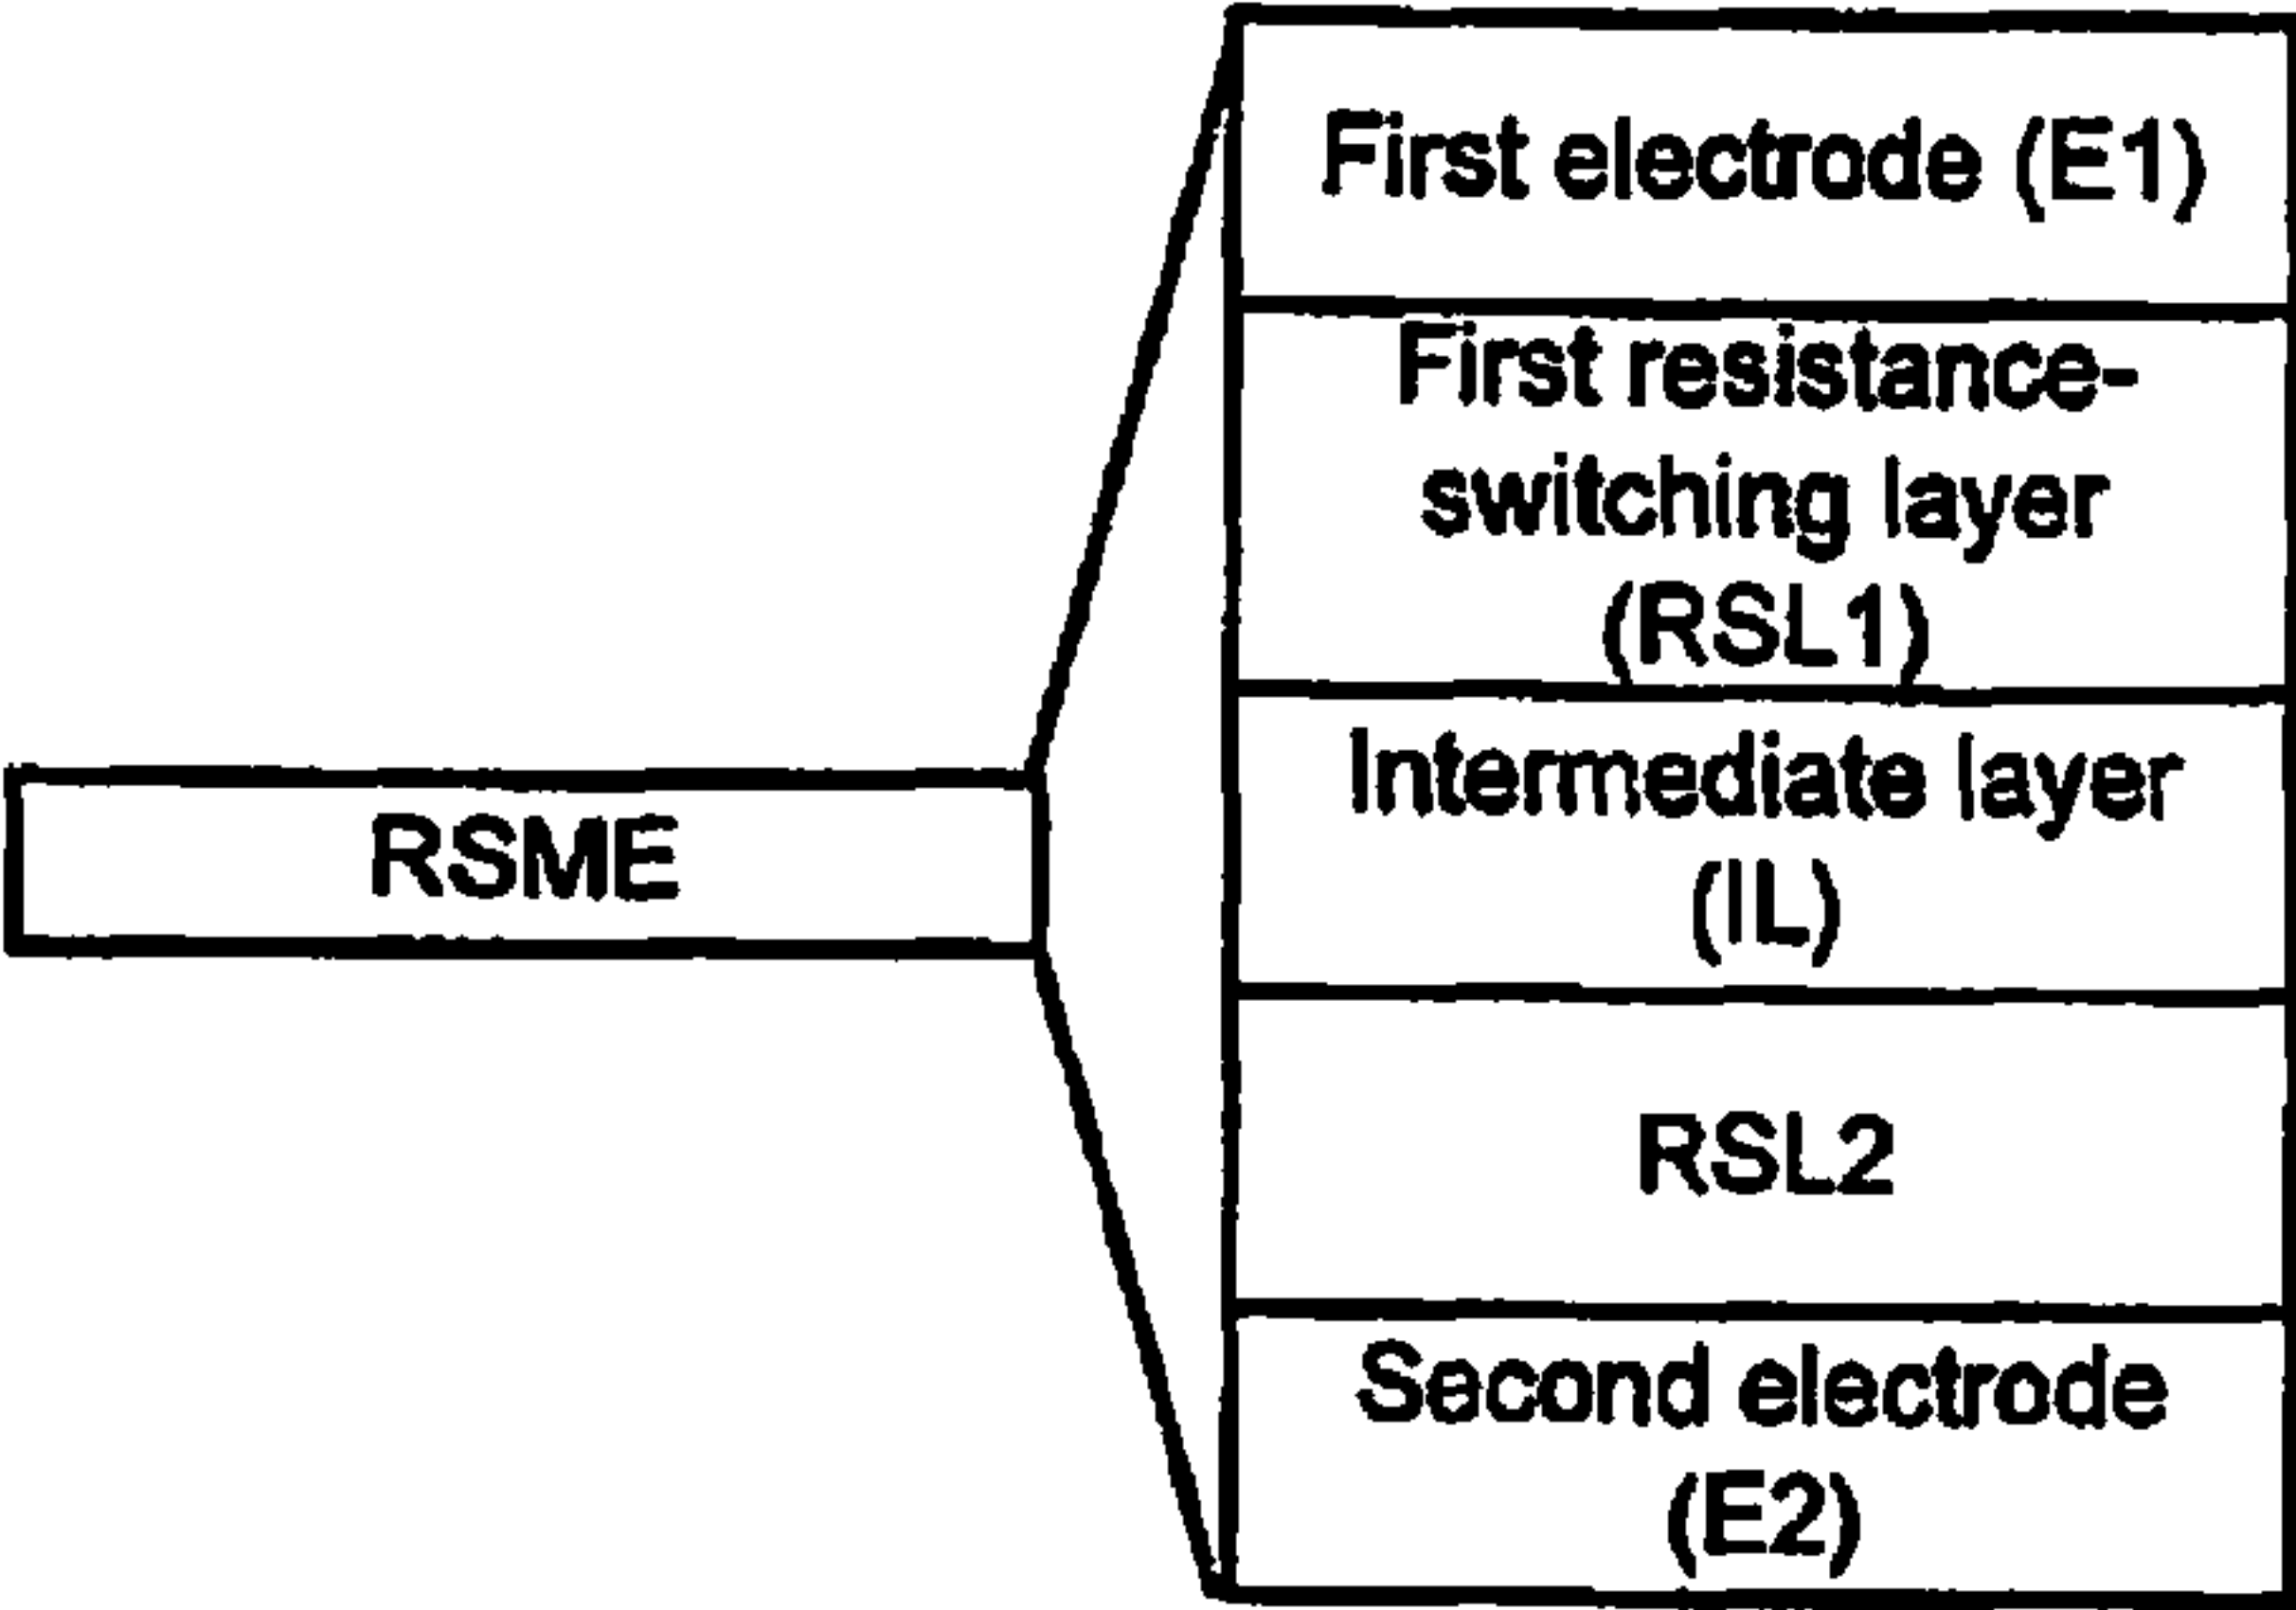 First electrode (E1)
First resistance-
switching layer
(RSL1)
Intermediate layer
(IL)
RSME
RSL2
Second electrode
(E2)